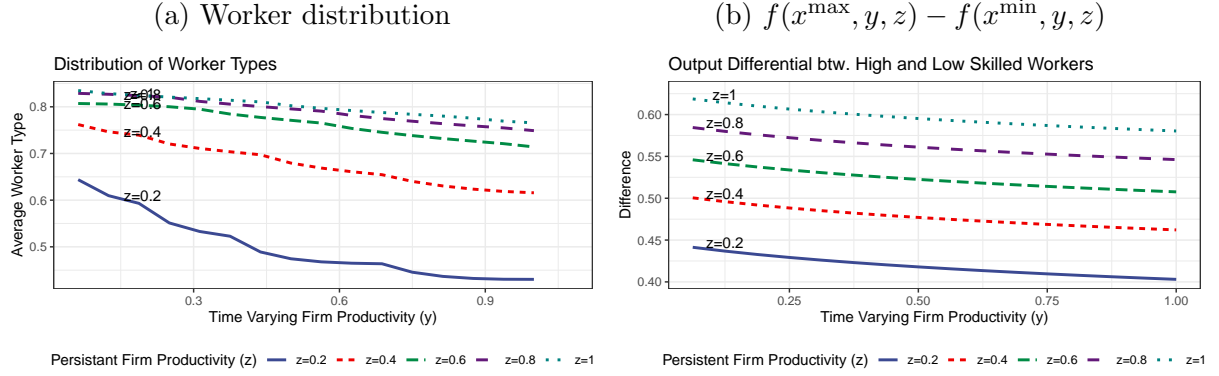 (a) Worker distribution
Distribution of Worker Types
Average Worker Type
0.8
0.7
0.6
0.5
z=0.8
z=0.6
z=0.4
z=0.2
0.3 0.6 0.9
Time Varying Firm Productivity (y)
Persistant Firm Productivity (z) z=0.2 z=0.4 z=0.6 z=0.8 z=1
(b) f(x^max, y, z) − f(x^min, y, z)
Output Differential btw. High and Low Skilled Workers
Difference
0.60
0.55
0.50
0.45
0.40
z=1
z=0.8
z=0.6
z=0.4
z=0.2
0.25 0.50 0.75 1.00
Time Varying Firm Productivity (y)
Persistent Firm Productivity (z) z=0.2 z=0.4 z=0.6 z=0.8 z=1